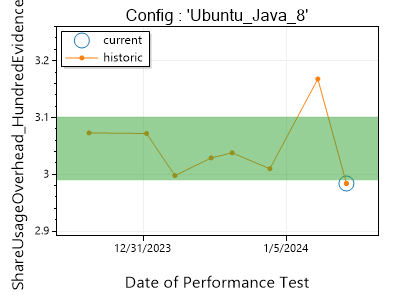 Config : 'Ubuntu_Java_8'
current
historic
ShareUsageOverhead_HundredEvidence
3.2
3.1
3
2.9
12/31/2023
1/5/2024
Date of Performance Test